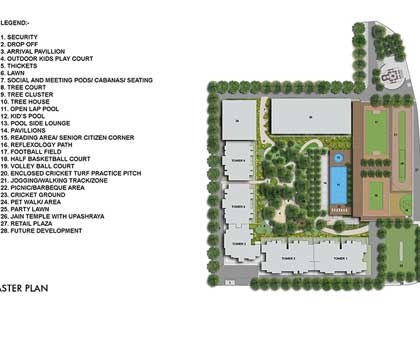 LEGEND:-
1. SECURITY
2. DROP OFF
3. ARRIVAL PAVILLION
4. OUTDOOR KIDS PLAY COURT
5. THICKETS
6. LAWN
7. SOCIAL AND MEETING PODS/ CABANAS/ SEATING
8. TREE COURT
9. TREE CLUSTER
10. TREE HOUSE
11. OPEN LAP POOL
12. KID'S POOL
13. POOL SIDE LOUNGE
14. PAVILLIONS
15. READING AREA/ SENIOR CITIZEN CORNER
16. REFLEXOLOGY PATH
17. FOOTBALL FIELD
18. HALF BASKETBALL COURT
19. VOLLEY BALL COURT
20. ENCLOSED CRICKET TURF PRACTICE PITCH
21. JOGGING/WALKING TRACK/ZONE
22. PICNIC/BARBEQUE AREA
23. CRICKET GROUND
24. PET WALK/ AREA
25. PARTY LAWN
26. JAIN TEMPLE WITH UPASHRAYA
27. RETAIL PLAZA
28. FUTURE DEVELOPMENT
ASTER PLAN
TOWER 5
TOWER 4
TOWER 3
TOWER 2
TOWER 1